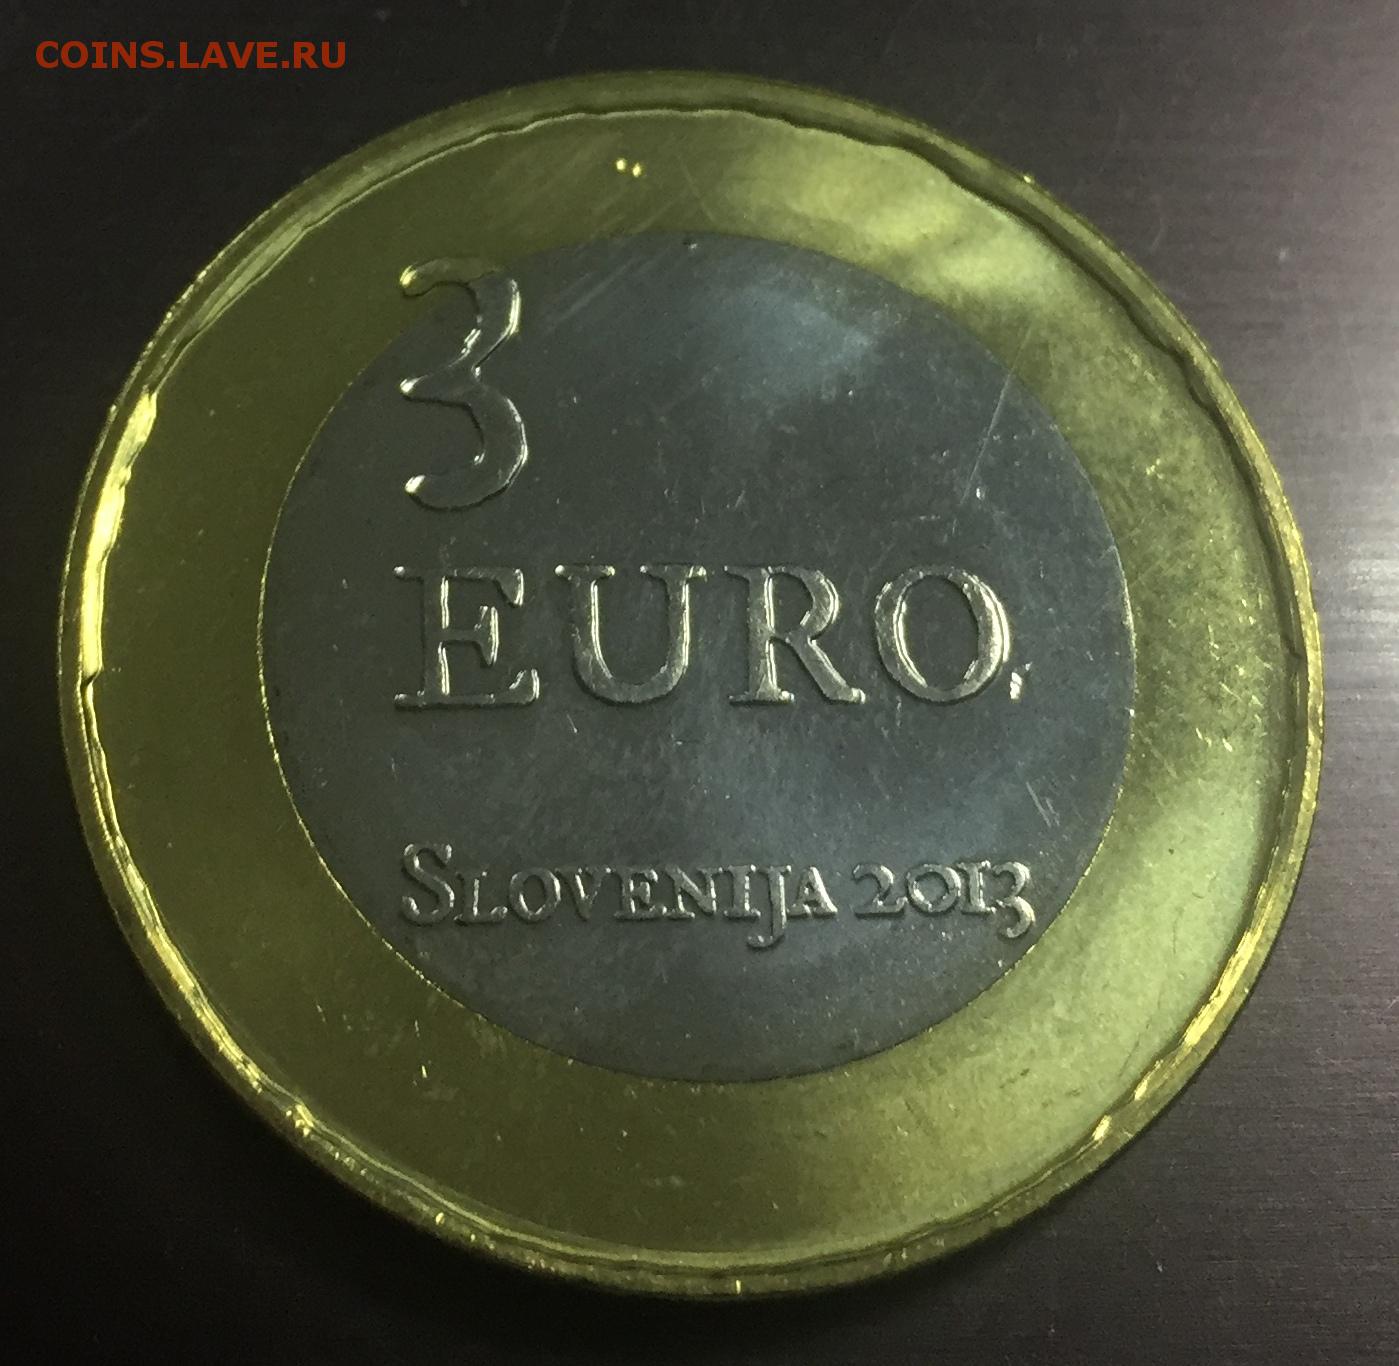 COINS.LAVE.RU
3
EURO
SLOVENIJA 2013